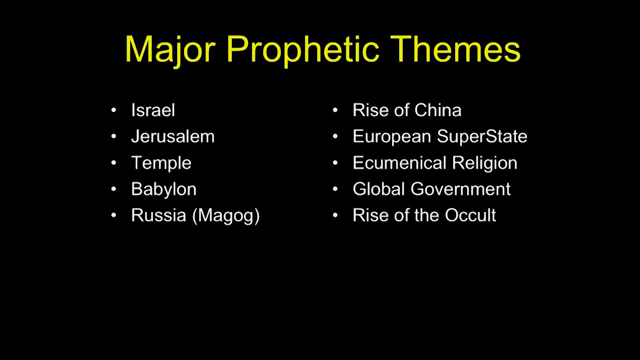 Major Prophetic Themes
• Israel
• Jerusalem
• Temple
• Babylon
• Russia (Magog)
• Rise of China
• European SuperState
• Ecumenical Religion
• Global Government
• Rise of the Occult